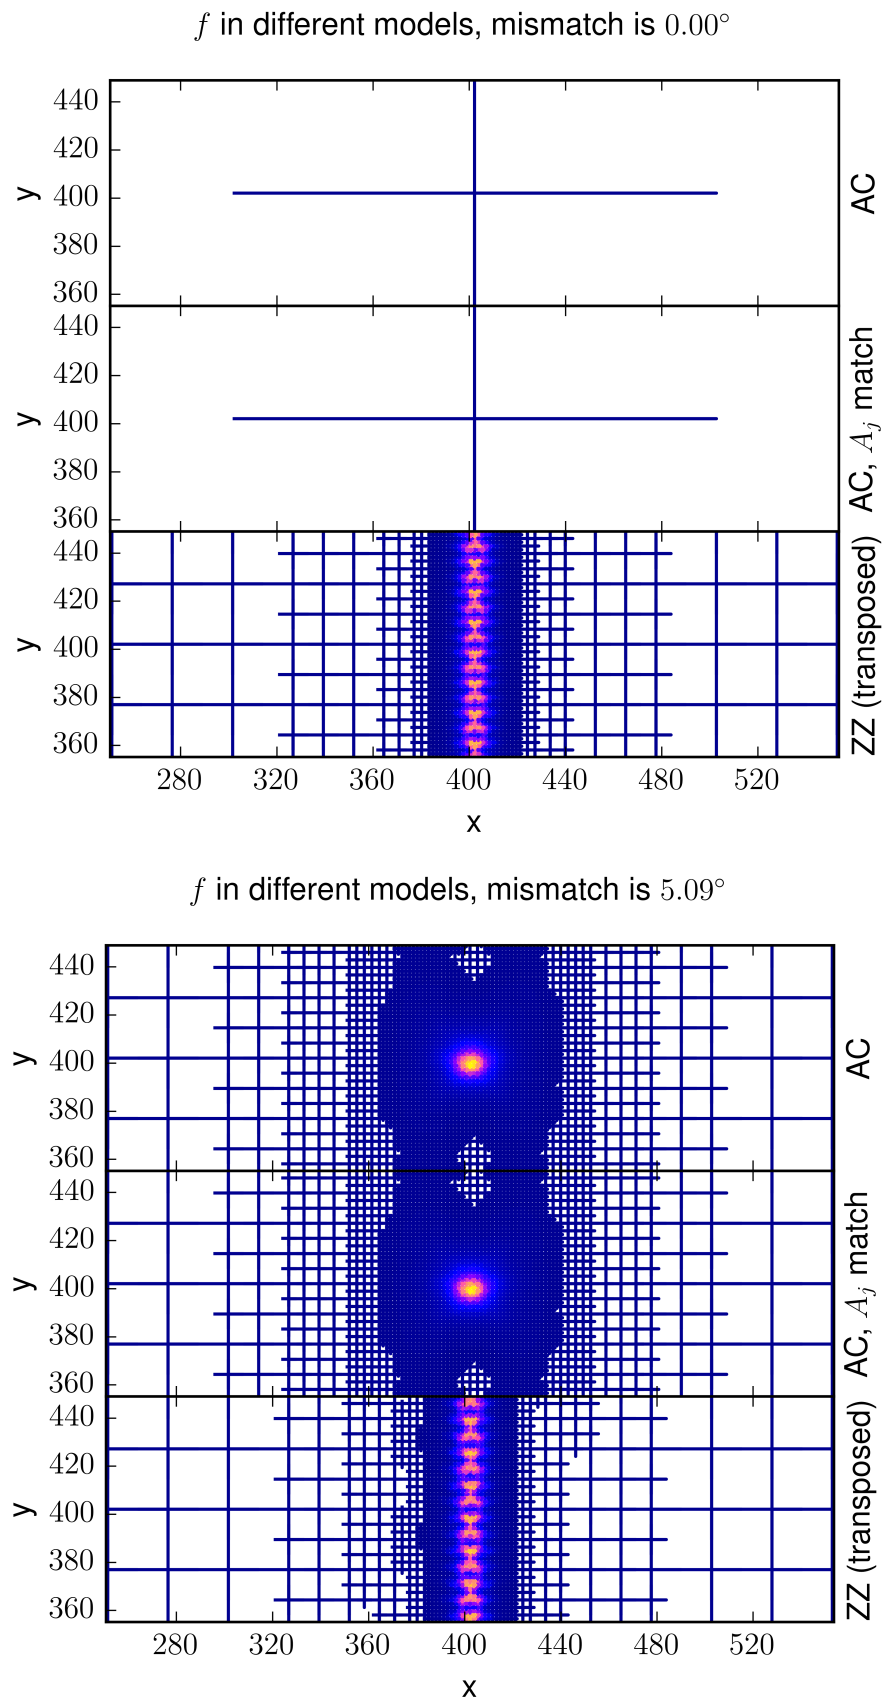 f in different models, mismatch is 0.00°
440
420
400
380
360
y
AC
440
420
400
380
360
y
AC, A_j match
440
420
400
380
360
y
ZZ (transposed)
280 320 360 400 440 480 520
x
f in different models, mismatch is 5.09°
440
420
400
380
360
y
AC
440
420
400
380
360
y
AC, A_j match
440
420
400
380
360
y
ZZ (transposed)
280 320 360 400 440 480 520
x